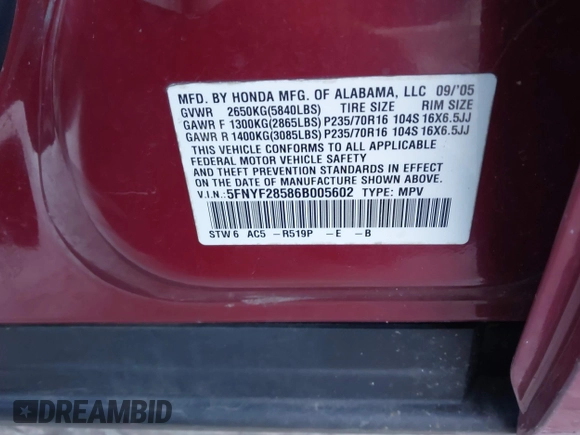 MFD. BY HONDA MFG. OF ALABAMA, LLC 09/'05
GVWR 2650KG(5840LBS) TIRE SIZE RIM SIZE
GAWR F 1300KG(2865LBS) P235/70R16 104S 16X6.5JJ
GAWR R 1400KG(3085LBS) P235/70R16 104S 16X6.5JJ
THIS VEHICLE CONFORMS TO ALL APPLICABLE
FEDERAL MOTOR VEHICLE SAFETY
AND THEFT PREVENTION STANDARDS IN EFFECT
ON THE DATE OF MANUFACTURE SHOWN ABOVE.
V.I.N.:5FNYF28586B005602 TYPE: MPV
STW6 AC5 -R519P -E -B
DREAMBID